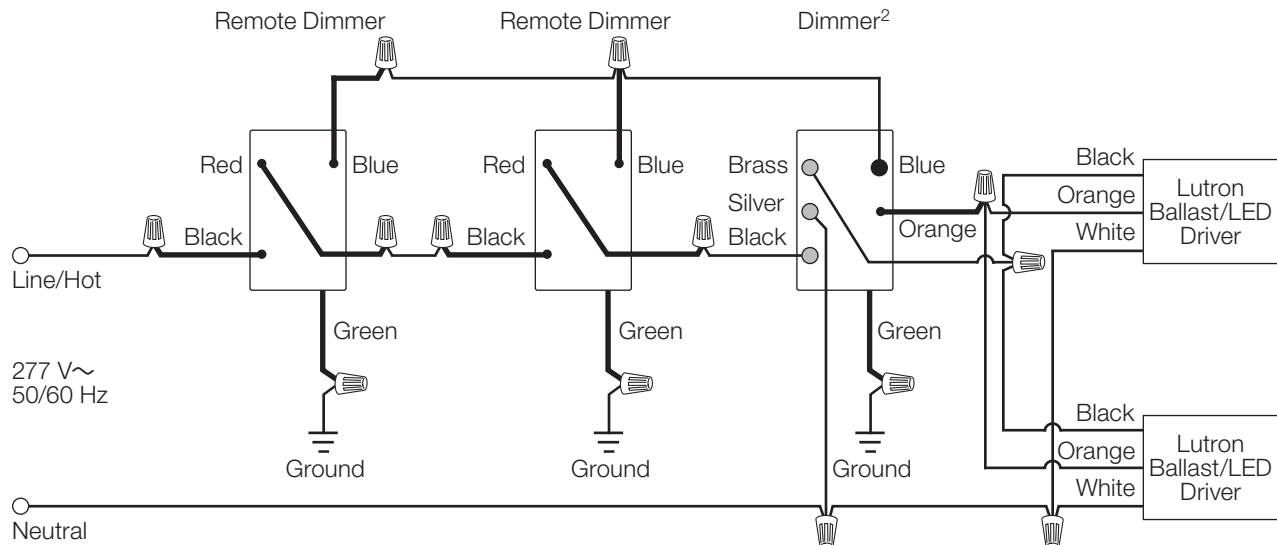 Remote Dimmer
Remote Dimmer
Dimmer²
Red
Blue
Black
Green
Ground
Red
Blue
Black
Green
Ground
Brass
Silver
Black
Blue
Orange
Green
Ground
Line/Hot
277 V~
50/60 Hz
Neutral
Black
Orange
White
Lutron
Ballast/LED
Driver
Black
Orange
White
Lutron
Ballast/LED
Driver